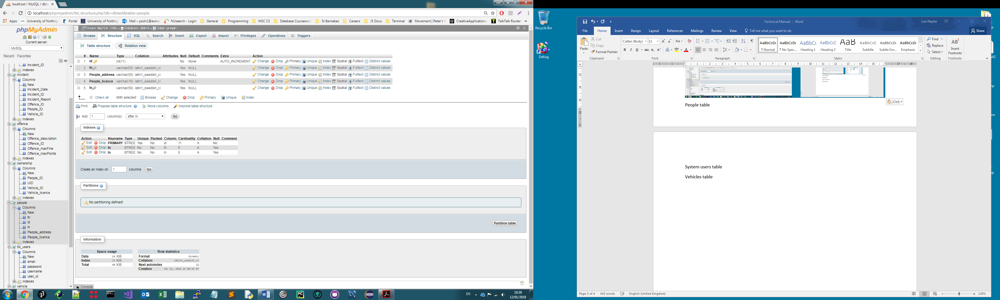 localhost / MySQL / dbte
Leo
localhost/phpmyadmin/tbl_structure.php?db=dbtest&table=people
Apps University of Notting Portal University of Notting Mail – psxln1@exma NUsearch - Login General Programming MSC CS Database Coursework St Barnabas Careers JS Docu Terminal Movement | Peter's W CreativeApplications. TalkTalk Router »
phpMyAdmin
Current server:
MySQL
Recent Favorites
Incident_ID
Indexes
incident
Columns
New
Incident_Date
Incident_ID
Incident_Report
Offence_ID
People_ID
Vehicle_ID
Indexes
offence
Columns
New
Offence_description
Offence_ID
Offence_maxFine
Offence_maxPoints
Indexes
ownership
Columns
New
People_ID
UID
Vehicle_ID
Vehicle_licence
Indexes
people
Columns
New
fn
id
ln
People_address
People_licence
Indexes
tbl_users
Columns
New
email
password
username
user_id
Indexes
vehicle
Server: MySQL:3306 » Database: dbtest » Table: people
Browse Structure SQL Search Insert Export Import Privileges Operations Triggers
Table structure Relation view
# Name Type Collation Attributes Null Default Comments Extra Action
1 id int(11) No None AUTO_INCREMENT Change Drop Primary Unique Index Spatial Fulltext Distinct values
2 fn varchar(50) latin1_swedish_ci Yes NULL Change Drop Primary Unique Index Spatial Fulltext Distinct values
3 People_address varchar(50) latin1_swedish_ci Yes NULL Change Drop Primary Unique Index Spatial Fulltext Distinct values
4 People_licence varchar(16) latin1_swedish_ci Yes NULL Change Drop Primary Unique Index Spatial Fulltext Distinct values
5 ln varchar(50) latin1_swedish_ci Yes NULL Change Drop Primary Unique Index Spatial Fulltext Distinct values
Check all With selected: Browse Change Drop Primary Unique Index
Print Propose table structure Move columns Improve table structure
Add 1 column(s) after ln Go
Indexes
Action Keyname Type Unique Packed Column Cardinality Collation Null Comment
Edit Drop PRIMARY BTREE Yes No id 11 A No
Edit Drop fn BTREE No No fn 9 A Yes
Edit Drop ln BTREE No No ln 8 A Yes
Create an index on 1 columns Go
Partitions
No partitioning defined!
Partition table
Information
Space usage
Data 16 KiB
Index 32 KiB
Total 48 KiB
Row statistics
Format dynamic
Collation latin1_swedish_ci
Next autoindex 22
Creation Jan 11, 2018 at 08:19 PM
Console
EN
10:30
12/01/2018
Recycle Bin
Defrag
Technical Manual - Word
Leo Naylor
File Home Insert Design Layout References Mailings Review View Tell me what you want to do Share
Paste
Cut
Copy
Format Painter
Clipboard
Calibri (Body) 11
Font
Paragraph
AaBbCcDc AaBbCcDc AaBbCc AaBbCcE AaB AaBbCcD AaBbCcDc AaBbCcDc
¶ Normal ¶ No Spac... Heading 1 Heading 2 Title Subtitle Subtle Em... Emphasis
Styles
Find
Replace
Select
Editing
AB1
Insert
Footnote
Footnote
(Ctrl)
People table
System users table
Vehicles table
Page 3 of 4 410 words English (United Kingdom)
120%